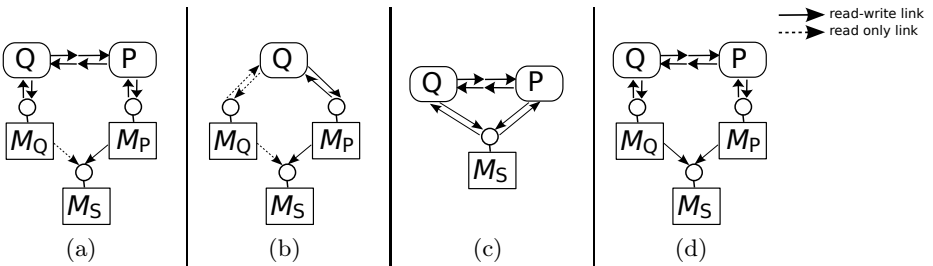 read-write link
read only link
Q P Q Q P Q P
M_Q M_P M_Q M_P M_S M_Q M_P
M_S M_S M_S
(a) (b) (c) (d)